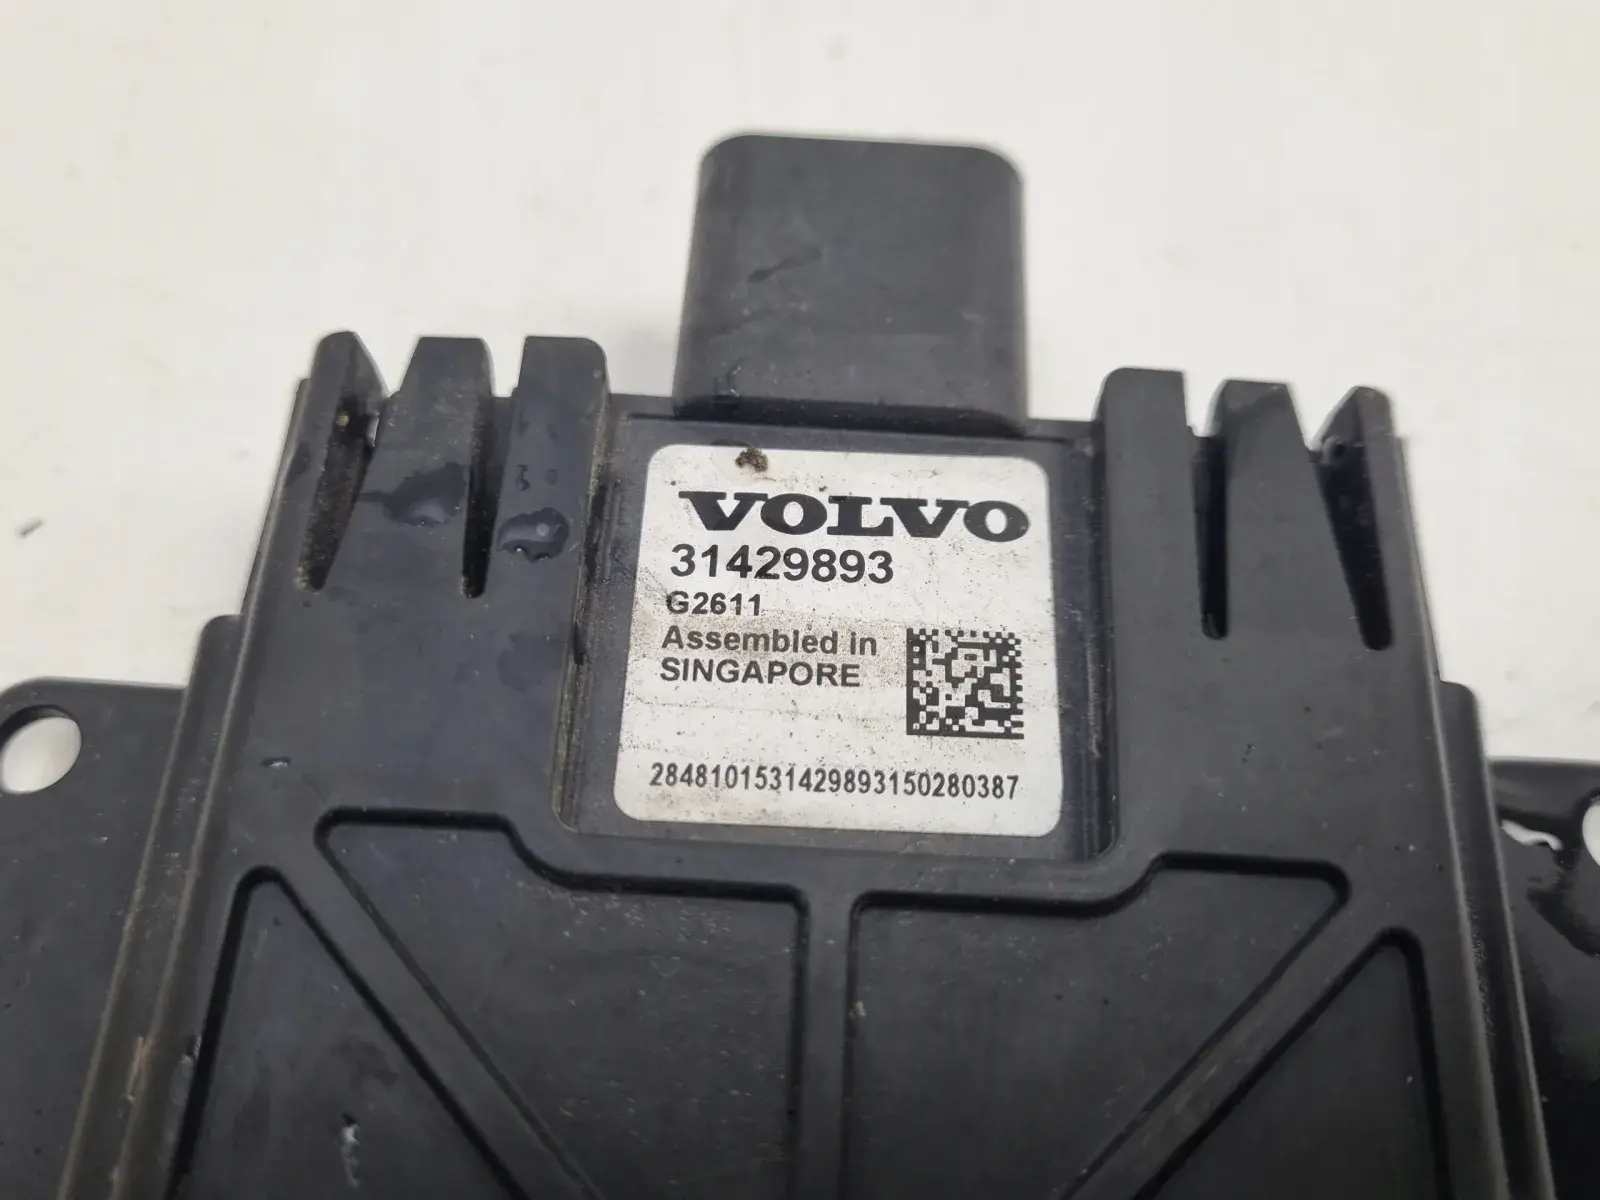 VOLVO
31429893
G2611
Assembled in
SINGAPORE
2848101531429893150280387